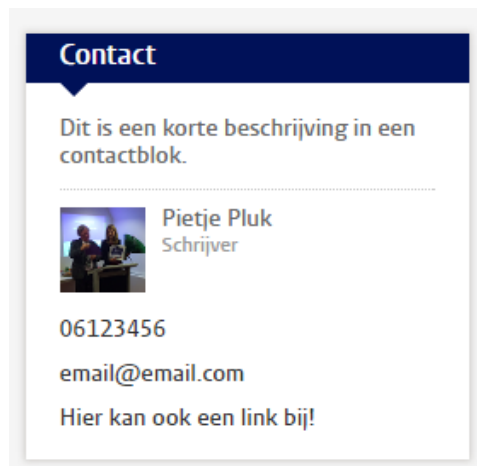 Contact
Dit is een korte beschrijving in een
contactblok.
Pietje Pluk
Schrijver
06123456
email@email.com
Hier kan ook een link bij!